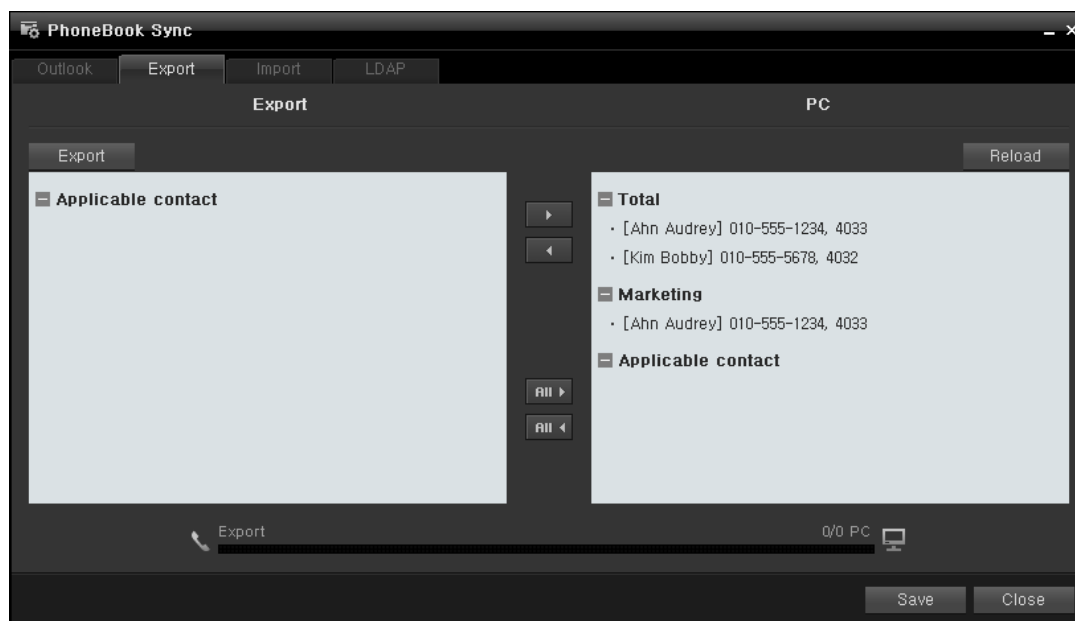 PhoneBook Sync
Outlook Export Import LDAP
Export PC
Export Reload
Applicable contact
Total
· [Ahn Audrey] 010-555-1234, 4033
· [Kim Bobby] 010-555-5678, 4032
Marketing
· [Ahn Audrey] 010-555-1234, 4033
Applicable contact
All
All
Export 0/0 PC
Save Close